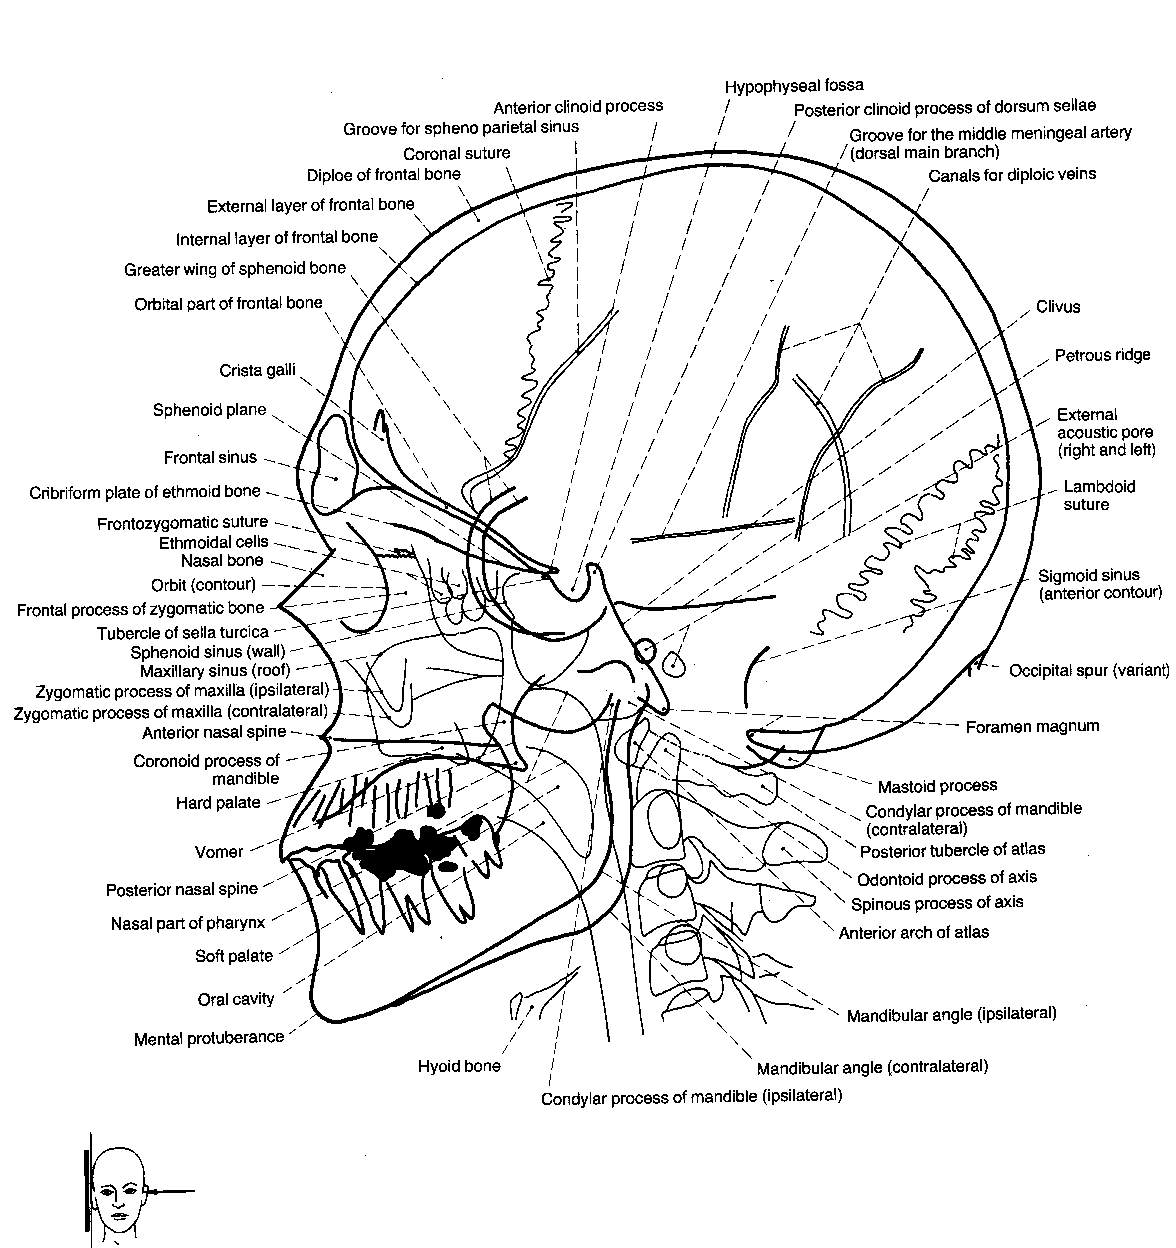 Hypophyseal fossa
Anterior clinoid process
Posterior clinoid process of dorsum sellae
Groove for spheno parietal sinus
Groove for the middle meningeal artery
(dorsal main branch)
Coronal suture
Diploe of frontal bone
Canals for diploic veins
External layer of frontal bone
Internal layer of frontal bone
Greater wing of sphenoid bone
Orbital part of frontal bone
Clivus
Petrous ridge
Crista galli
Sphenoid plane
External
acoustic pore
(right and left)
Frontal sinus
Cribriform plate of ethmoid bone
Lambdoid
suture
Frontozygomatic suture
Ethmoidal cells
Nasal bone
Orbit (contour)
Sigmoid sinus
(anterior contour)
Frontal process of zygomatic bone
Tubercle of sella turcica
Sphenoid sinus (wall)
Maxillary sinus (roof)
Occipital spur (variant)
Zygomatic process of maxilla (ipsilateral)
Zygomatic process of maxilla (contralateral)
Anterior nasal spine
Foramen magnum
Coronoid process of
mandible
Hard palate
Mastoid process
Condylar process of mandible
(contralateral)
Vomer
Posterior tubercle of atlas
Posterior nasal spine
Odontoid process of axis
Spinous process of axis
Nasal part of pharynx
Anterior arch of atlas
Soft palate
Oral cavity
Mandibular angle (ipsilateral)
Mental protuberance
Hyoid bone
Mandibular angle (contralateral)
Condylar process of mandible (ipsilateral)